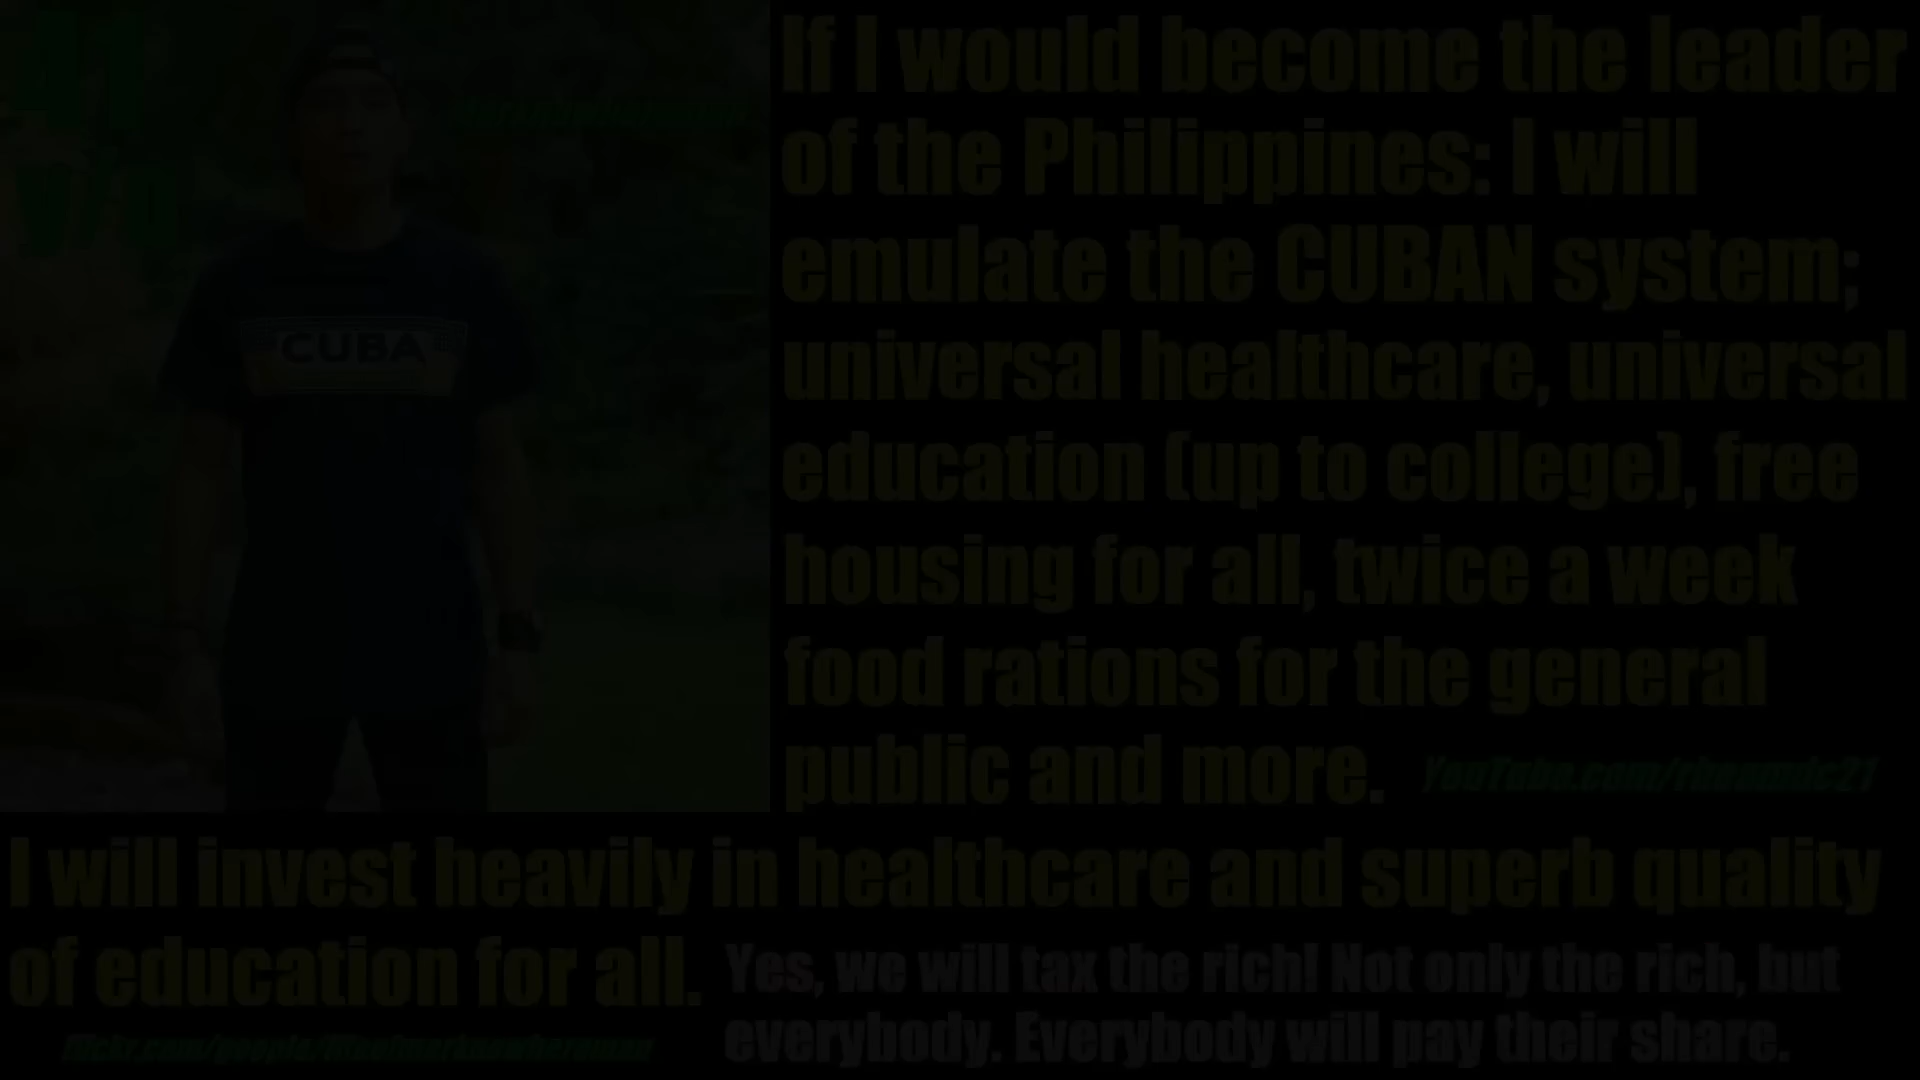 41
y/o
CUBA
If I would become the leader
of the Philippines: I will
emulate the CUBAN system;
universal healthcare, universal
education (up to college), free
housing for all, twice a week
food rations for the general
public and more.
I will invest heavily in healthcare and superb quality
of education for all.
Yes, we will tax the rich! Not only the rich, but
everybody. Everybody will pay their share.